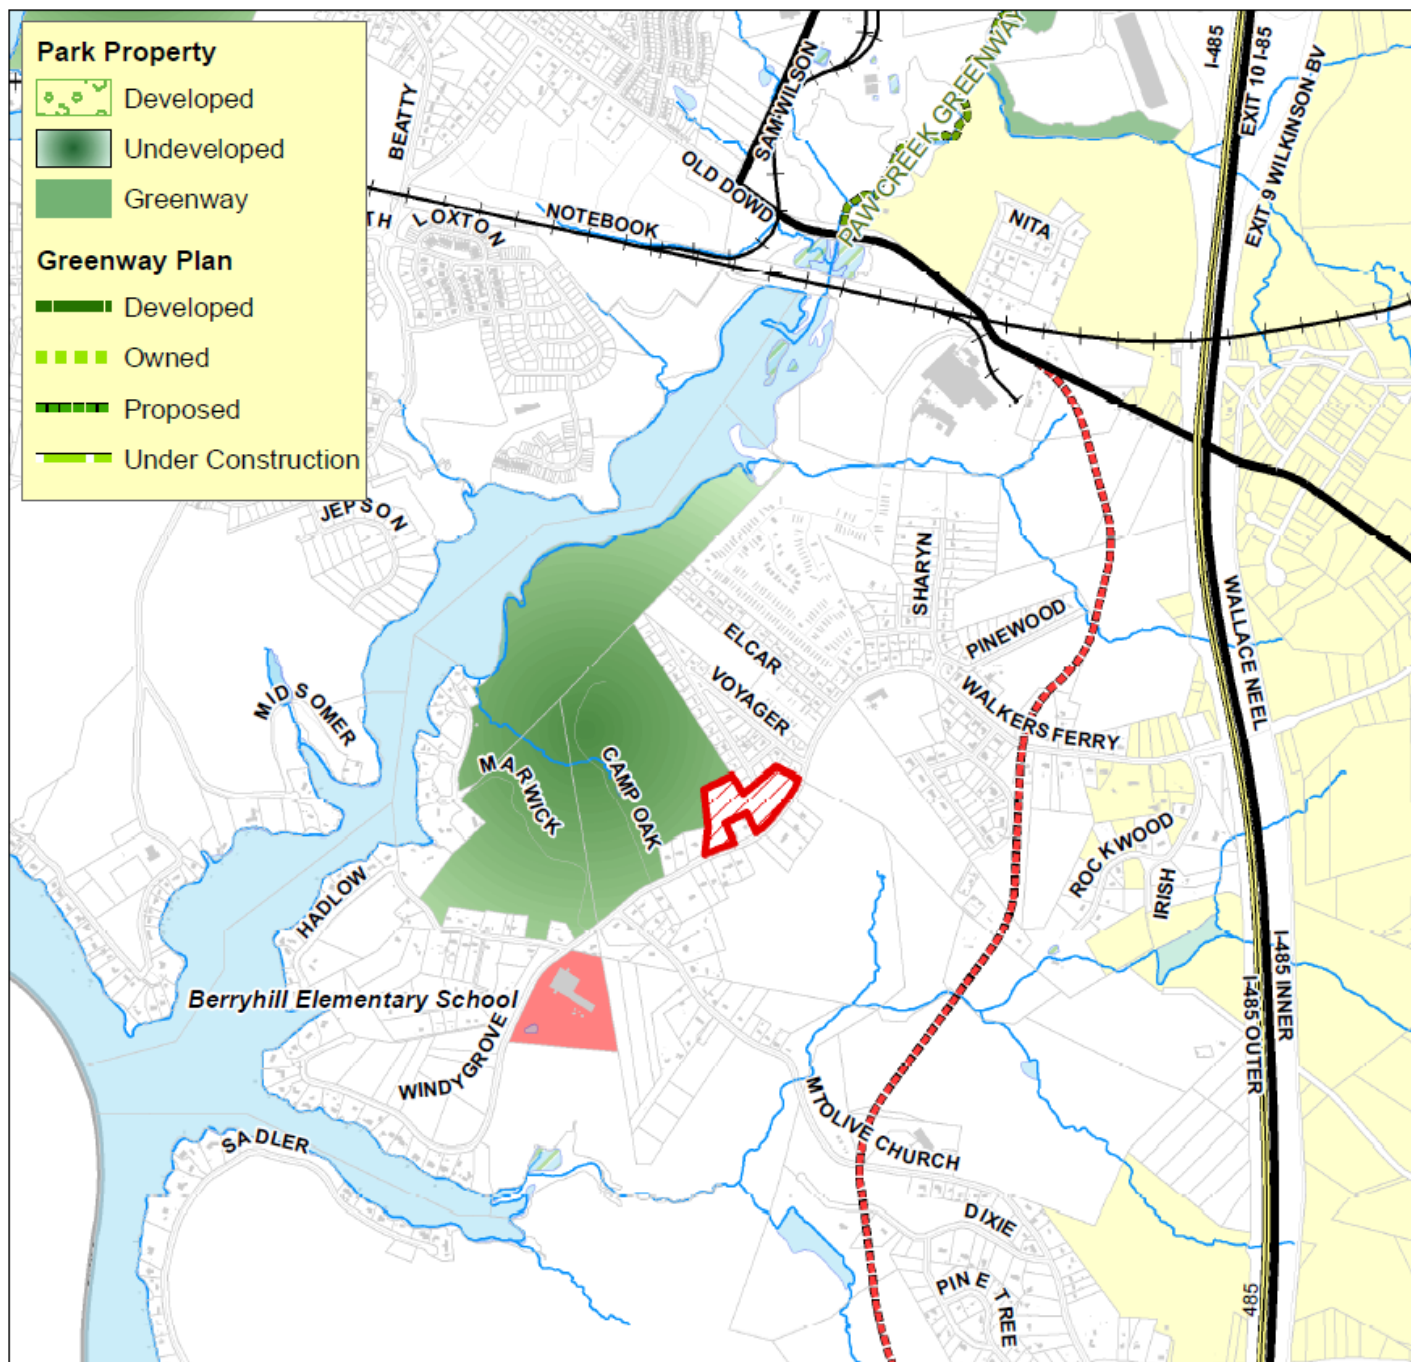 Park Property
Developed
Undeveloped
Greenway
Greenway Plan
Developed
Owned
Proposed
Under Construction
BEATTY
TH LOXTON
NOTEBOOK
OLD DOWD
SAM WILSON
PAW CREEK GREENWAY
I-485
EXIT 10 I-85
EXIT 9 WILKINSON BV
NITA
JEPSON
SHARYN
PINEWOOD
ELCAR
VOYAGER
WALKERS FERRY
WALLACE NEEL
MIDSOMER
MARWICK
CAMP OAK
ROCKWOOD
IRISH
HADLOW
Berryhill Elementary School
WINDYGROVE
I-485 INNER
I-485 OUTER
MTOLIVE CHURCH
SADLER
DIXIE
PINE TREE
485